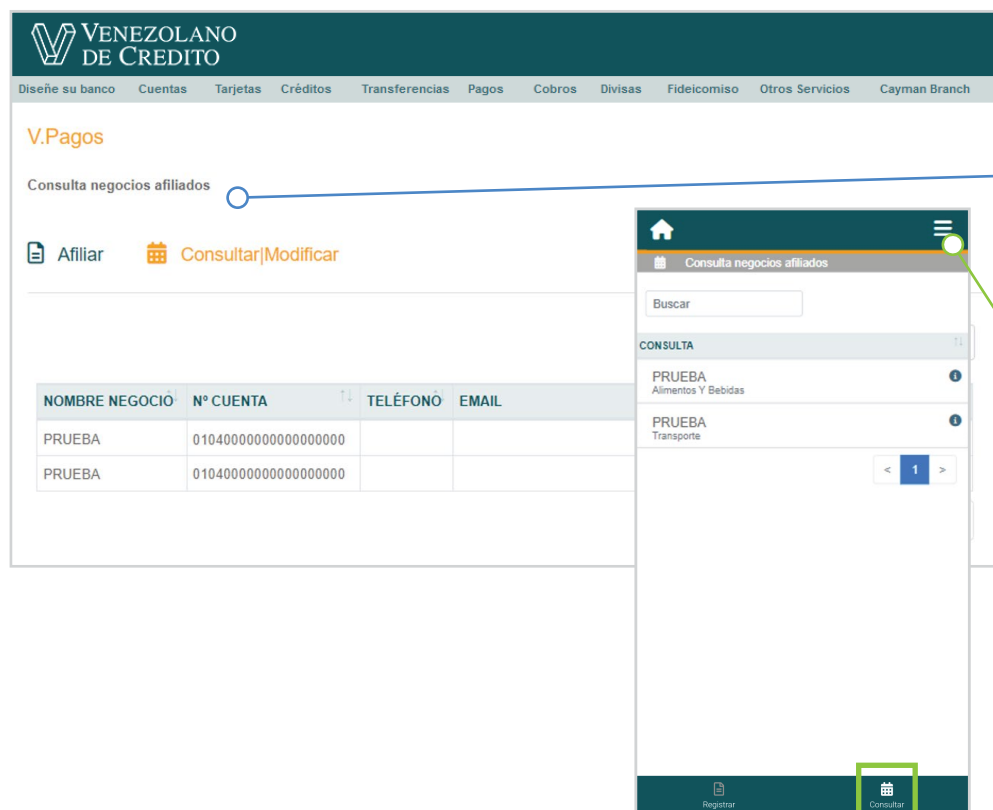 VENEZOLANO
DE CREDITO
Diseñe su banco Cuentas Tarjetas Créditos Transferencias Pagos Cobros Divisas Fideicomiso Otros Servicios Cayman Branch
V.Pagos
Consulta negocios afiliados
Afiliar Consultar|Modificar
NOMBRE NEGOCIO Nº CUENTA TELÉFONO EMAIL
PRUEBA 01040000000000000000
PRUEBA 01040000000000000000
Consulta negocios afiliados
Buscar
CONSULTA
PRUEBA
Alimentos Y Bebidas
PRUEBA
Transporte
< 1 >
Registrar Consultar